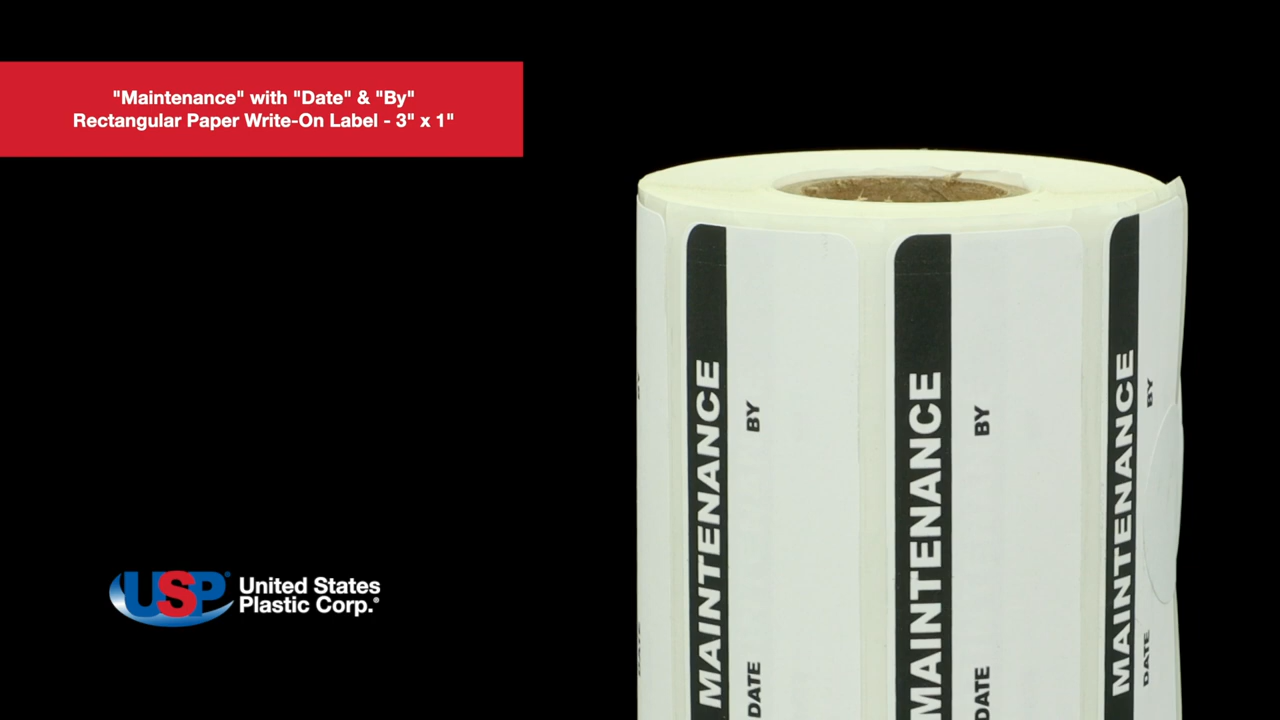 "Maintenance" with "Date" & "By"
Rectangular Paper Write-On Label - 3" x 1"
MAINTENANCE
BY
DATE
MAINTENANCE
BY
DATE
MAINTENANCE
BY
DATE
USP® United States
Plastic Corp.®